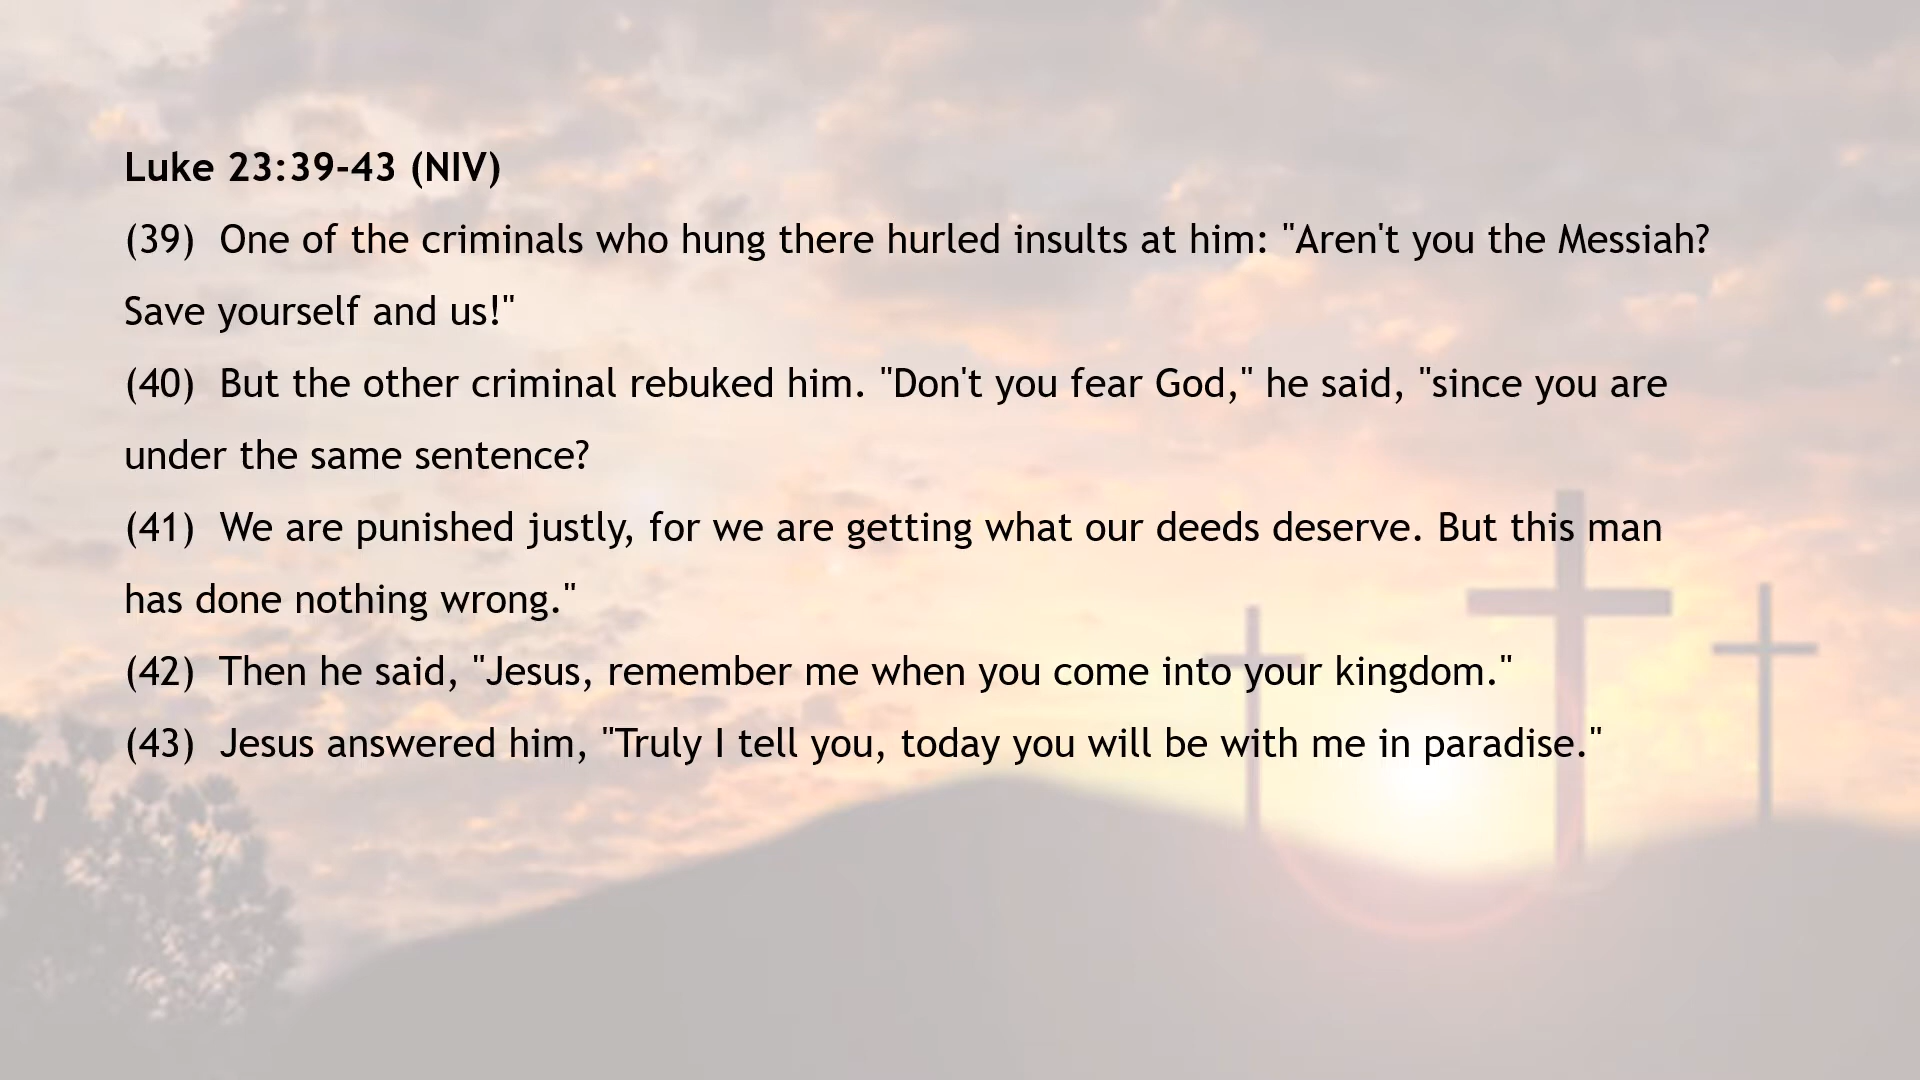 Luke 23:39-43 (NIV)
(39)  One of the criminals who hung there hurled insults at him: "Aren't you the Messiah?
Save yourself and us!"
(40)  But the other criminal rebuked him. "Don't you fear God," he said, "since you are
under the same sentence?
(41)  We are punished justly, for we are getting what our deeds deserve. But this man
has done nothing wrong."
(42)  Then he said, "Jesus, remember me when you come into your kingdom."
(43)  Jesus answered him, "Truly I tell you, today you will be with me in paradise."